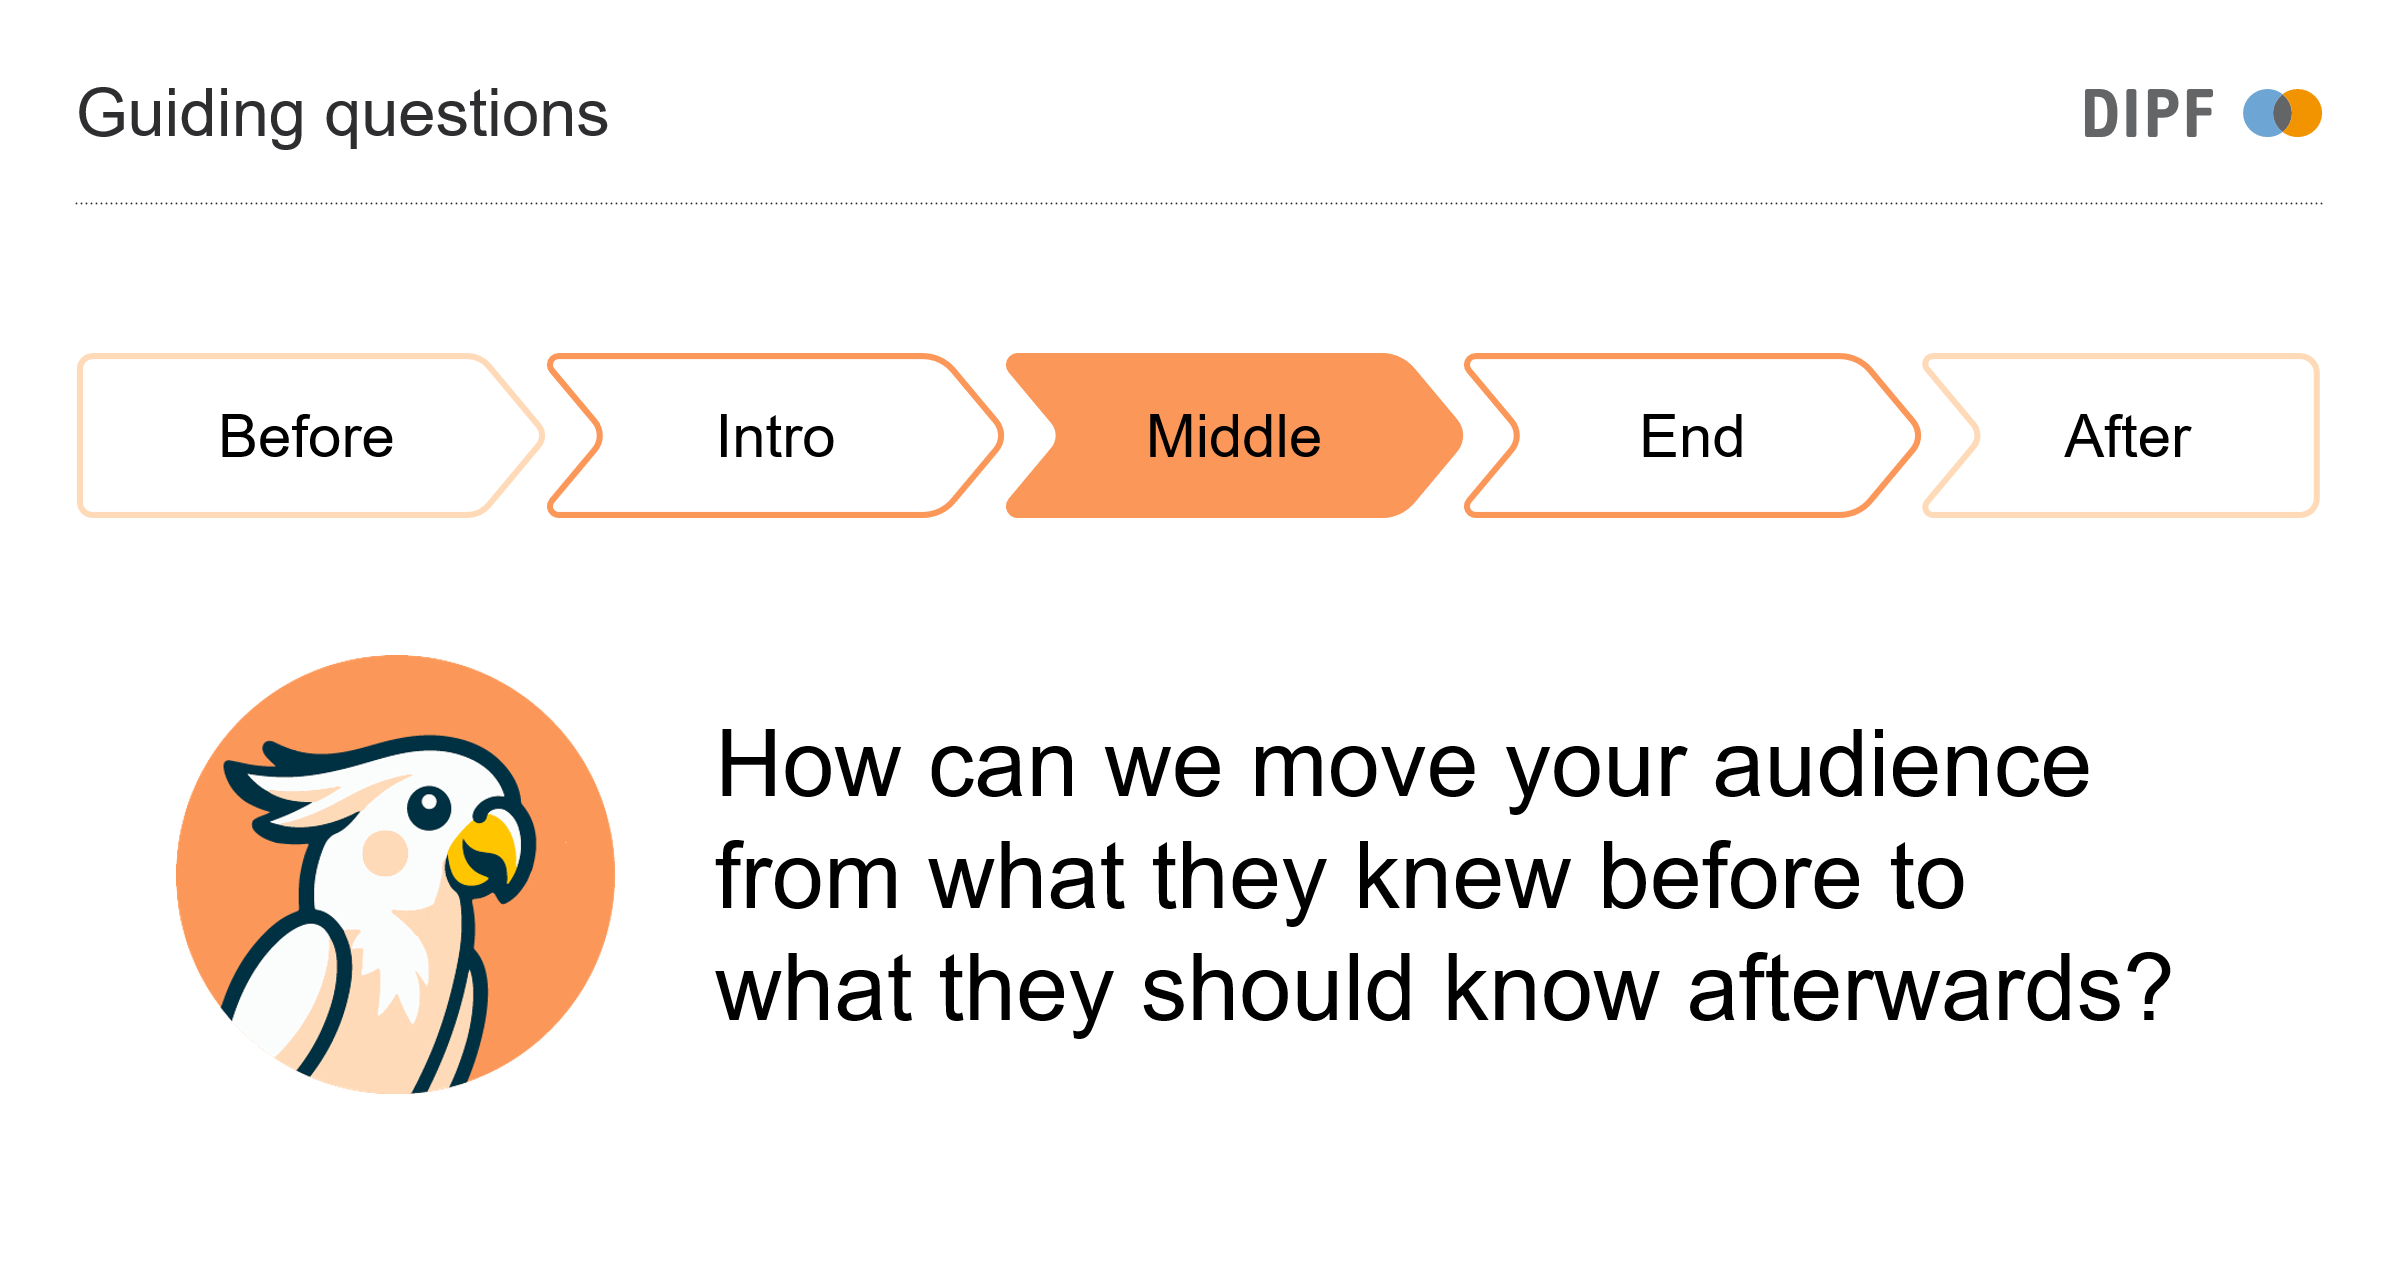 Guiding questions
DIPF
Before
Intro
Middle
End
After
How can we move your audience
from what they knew before to
what they should know afterwards?